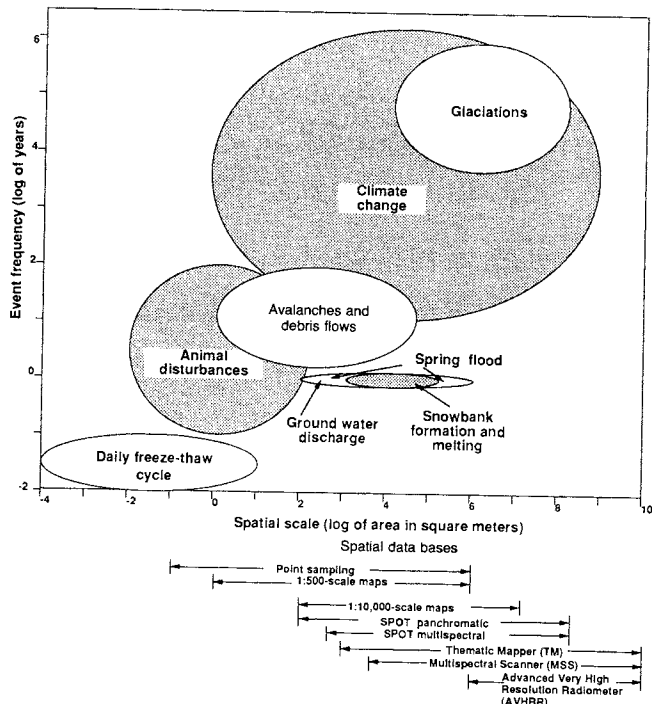 6
Glaciations
Event frequency (log of years)
4
Climate
change
2
Avalanches and
debris flows
Animal
disturbances
Spring flood
0
Ground water
discharge
Snowbank
formation and
melting
Daily freeze-thaw
cycle
-2
-4
-2
0
2
4
6
8
10
Spatial scale (log of area in square meters)
Spatial data bases
Point sampling
1:500-scale maps
1:10,000-scale maps
SPOT panchromatic
SPOT multispectral
Thematic Mapper (TM)
Multispectral Scanner (MSS)
Advanced Very High
Resolution Radiometer
(AVHRR)